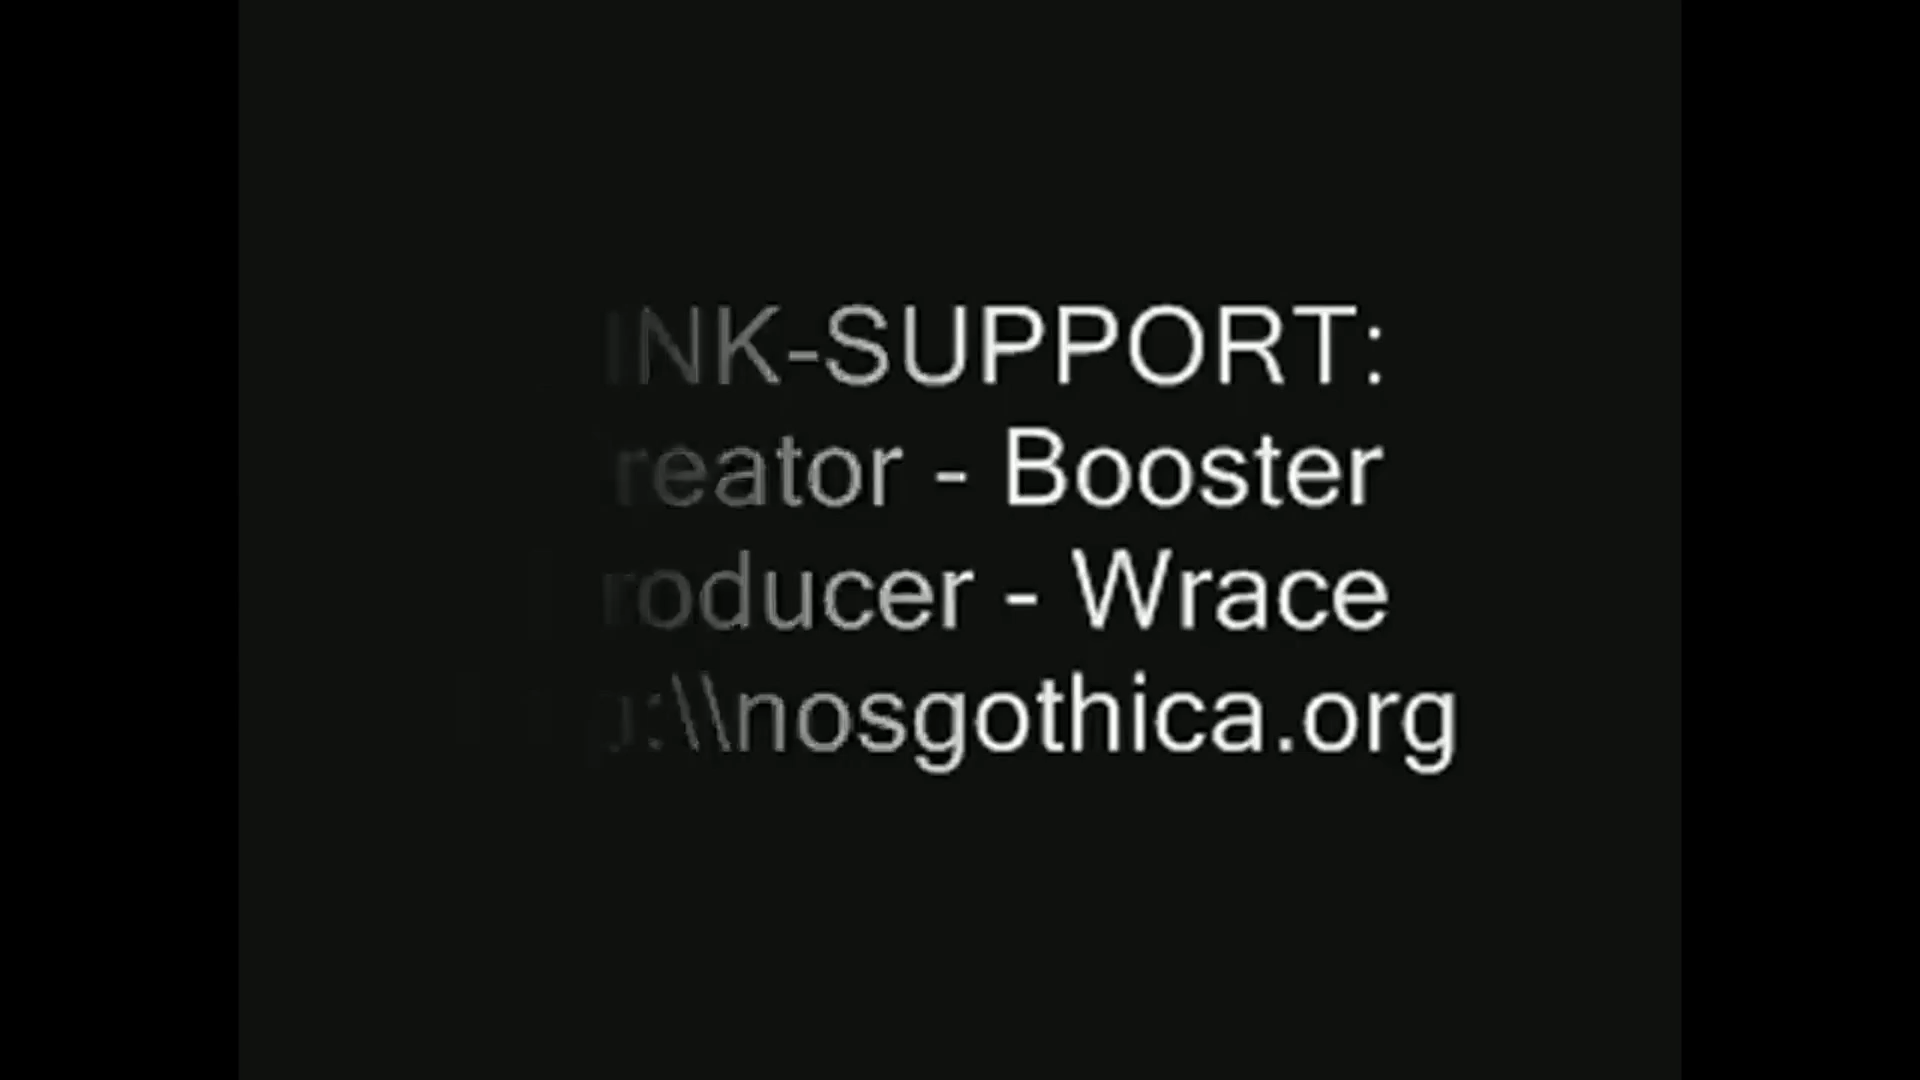 INK-SUPPORT:
reator - Booster
roducer - Wrace
p:\\nosgothica.org